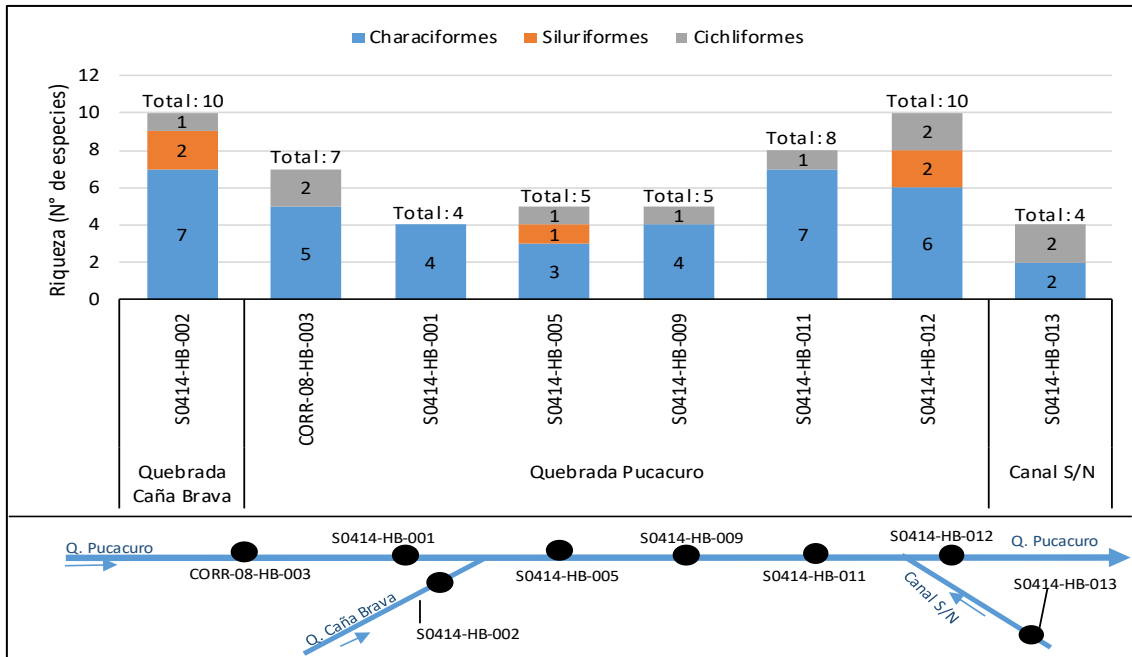 Characiformes Siluriformes Cichliformes
Riqueza (N° de especies)
12
10
8
6
4
2
0
Total: 10
1
2
7
Total: 7
2
5
Total: 4
4
Total: 5
1
1
3
Total: 5
1
4
Total: 8
1
7
Total: 10
2
2
6
Total: 4
2
2
S0414-HB-002
CORR-08-HB-003
S0414-HB-001
S0414-HB-005
S0414-HB-009
S0414-HB-011
S0414-HB-012
S0414-HB-013
Quebrada
Caña Brava
Quebrada Pucacuro
Canal S/N
Q. Pucacuro
CORR-08-HB-003
S0414-HB-001
Q. Caña Brava
S0414-HB-002
S0414-HB-005
S0414-HB-009
S0414-HB-011
S0414-HB-012
Q. Pucacuro
Canal S/N
S0414-HB-013